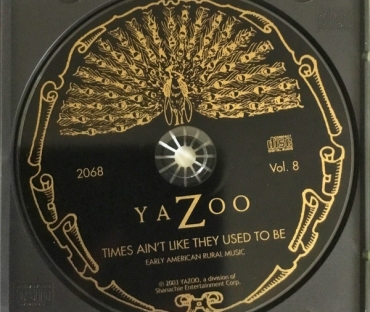 2068
Vol. 8
YAZOO
TIMES AIN'T LIKE THEY USED TO BE
EARLY AMERICAN RURAL MUSIC
© 2003 YAZOO, a division of
Shanachie Entertainment Corp.